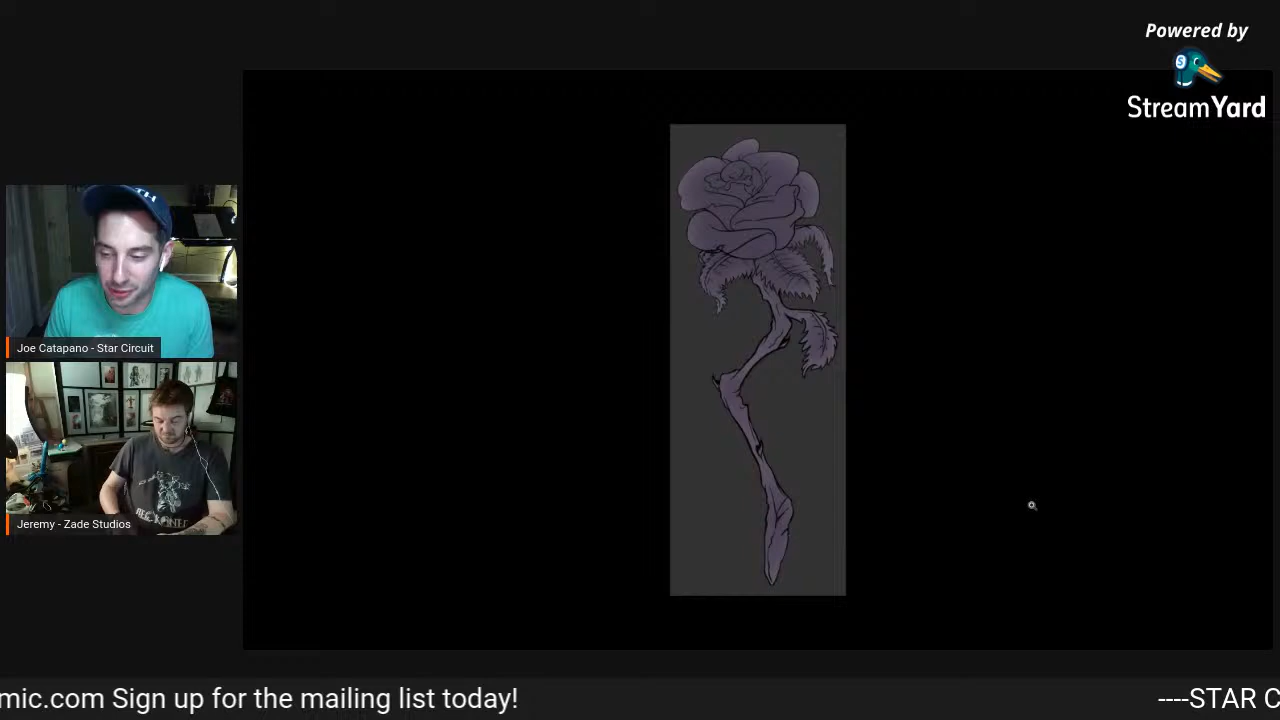 Powered by
StreamYard
Joe Catapano - Star Circuit
Jeremy - Zade Studios
mic.com Sign up for the mailing list today!
----STAR C